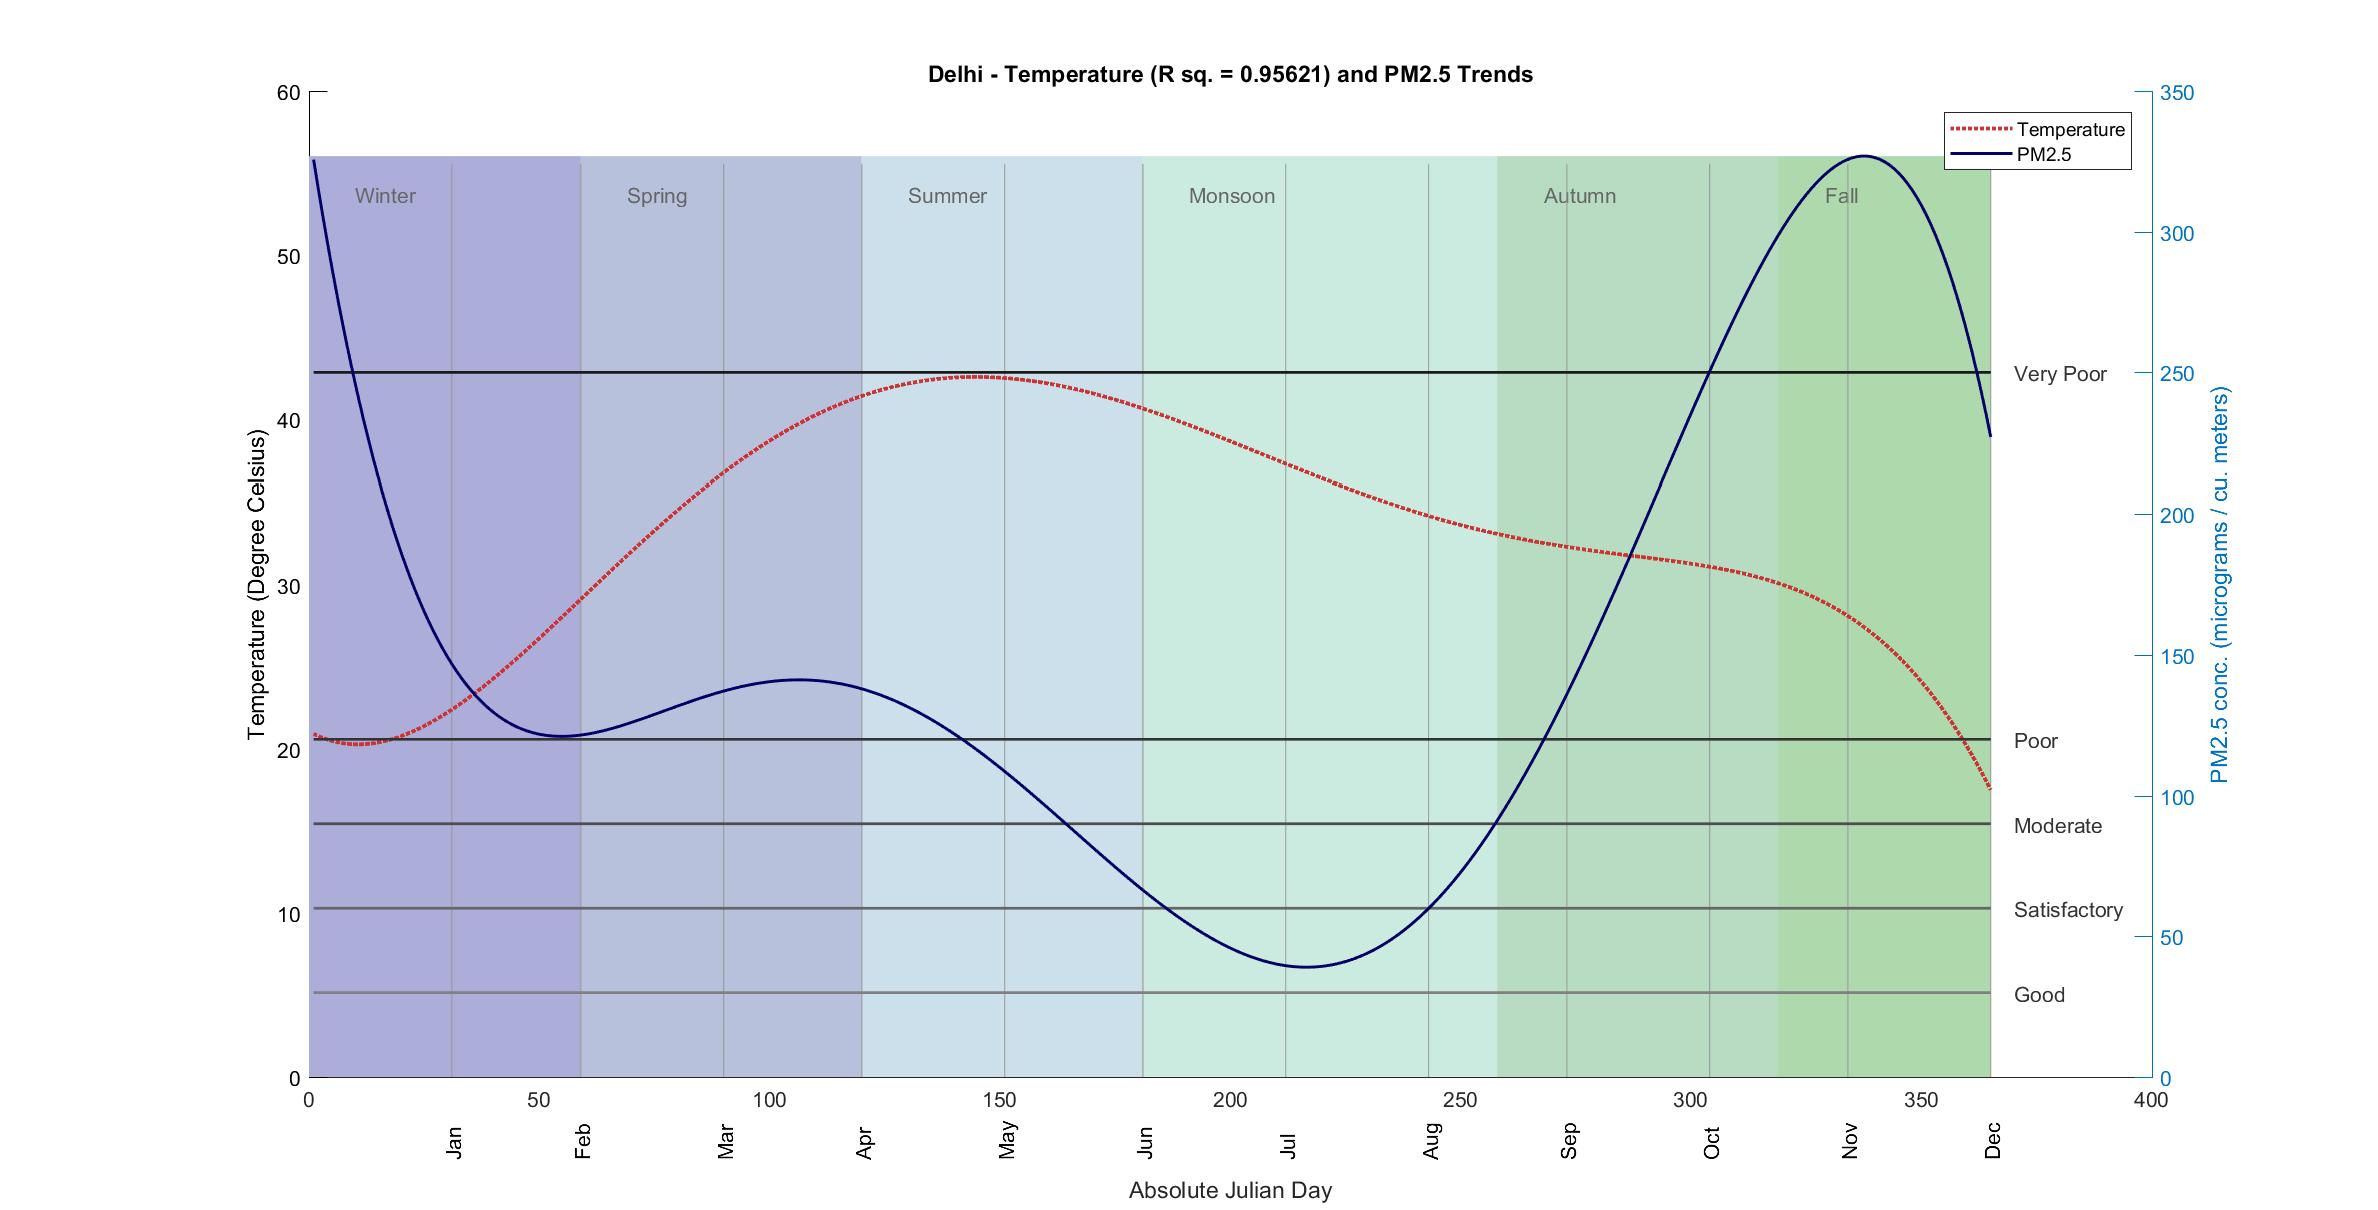 Delhi - Temperature (R sq. = 0.95621) and PM2.5 Trends
Temperature
PM2.5
Winter
Spring
Summer
Monsoon
Autumn
Fall
Temperature (Degree Celsius)
60
50
40
30
20
10
0
350
300
250
200
150
100
50
0
PM2.5 conc. (micrograms / cu. meters)
Very Poor
Poor
Moderate
Satisfactory
Good
0 50 100 150 200 250 300 350 400
Jan Feb Mar Apr May Jun Jul Aug Sep Oct Nov Dec
Absolute Julian Day